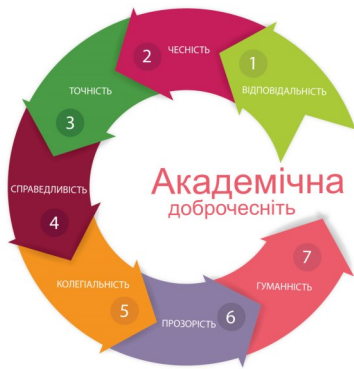 1
ВІДПОВІДАЛЬНІСТЬ
2
ЧЕСНІСТЬ
ТОЧНІСТЬ
3
СПРАВЕДЛИВІСТЬ
4
КОЛЕГІАЛЬНІСТЬ
5
ПРОЗОРІСТЬ
6
ГУМАННІСТЬ
7
Академічна
доброчесніть